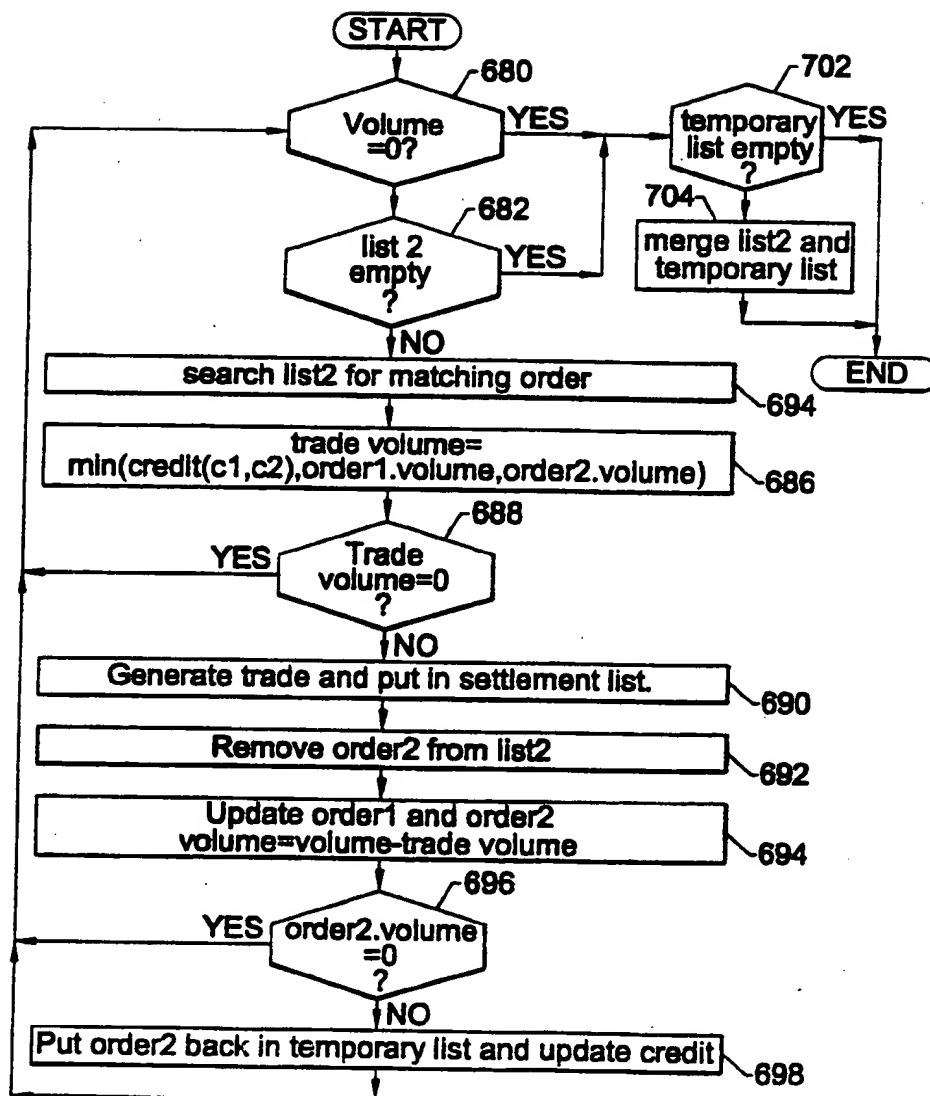 START
680
Volume
=0?
YES
702
temporary
list empty
?
YES
682
list 2
empty
?
YES
704
merge list2 and
temporary list
NO
END
search list2 for matching order
694
trade volume=
min(credit(c1,c2),order1.volume,order2.volume)
686
688
YES
Trade
volume=0
?
NO
Generate trade and put in settlement list.
690
Remove order2 from list2
692
Update order1 and order2
volume=volume-trade volume
694
696
YES
order2.volume
=0
?
NO
Put order2 back in temporary list and update credit
698